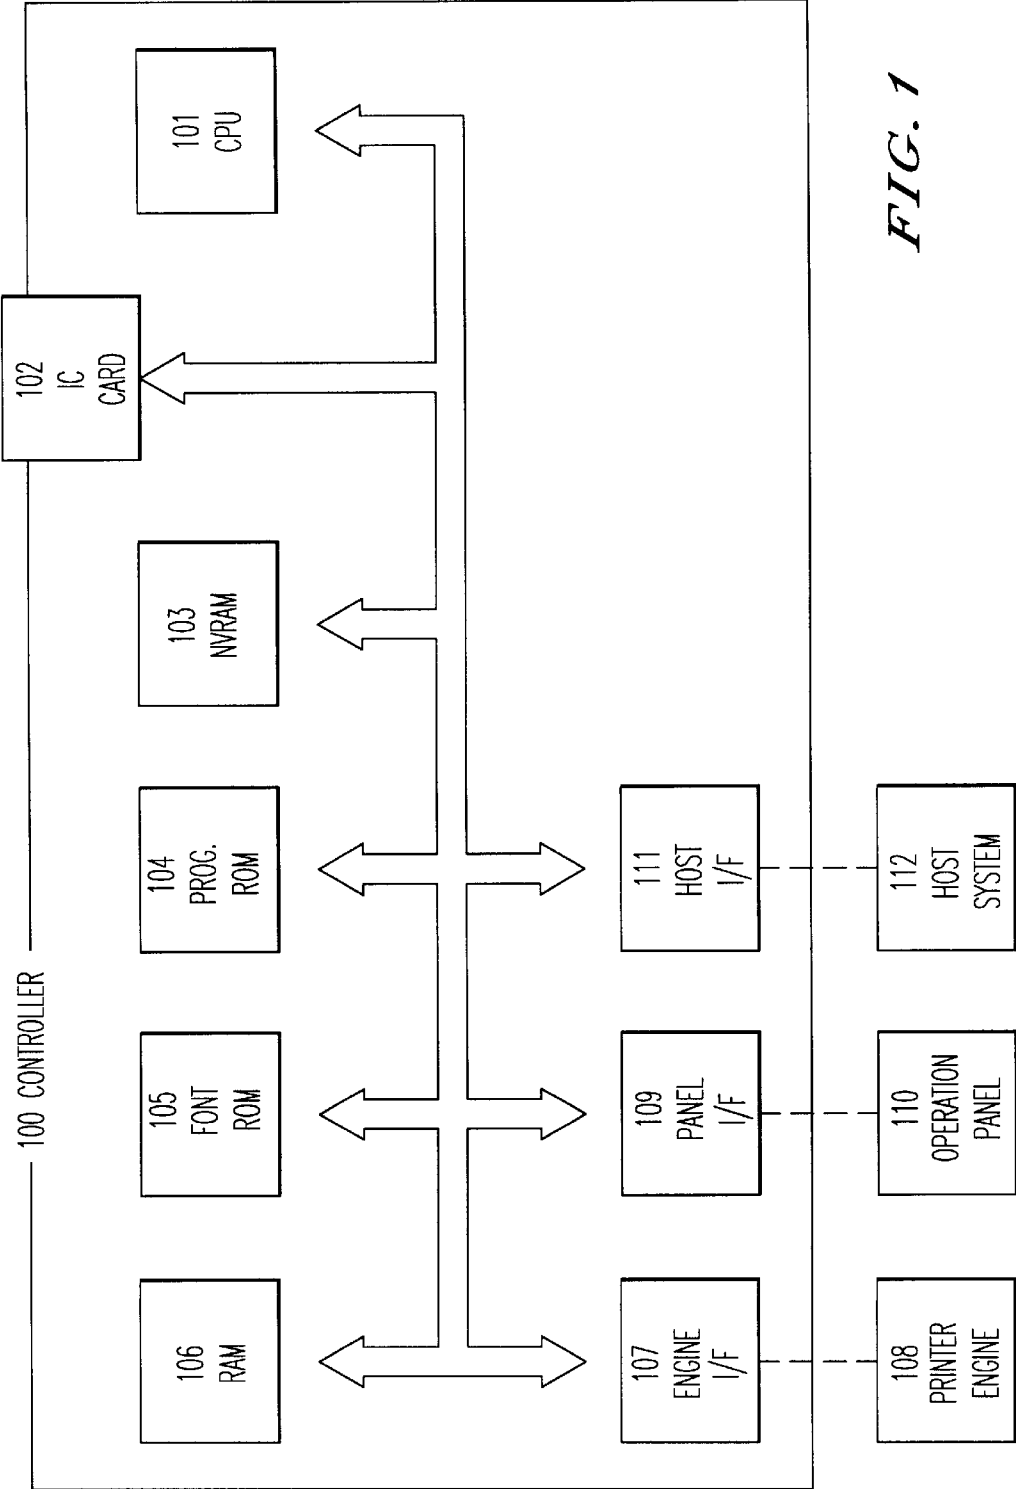 100 CONTROLLER
106
RAM
105
FONT
ROM
104
PROG.
ROM
103
NVRAM
102
IC
CARD
101
CPU
107
ENGINE
I/F
109
PANEL
I/F
111
HOST
I/F
108
PRINTER
ENGINE
110
OPERATION
PANEL
112
HOST
SYSTEM
FIG. 1